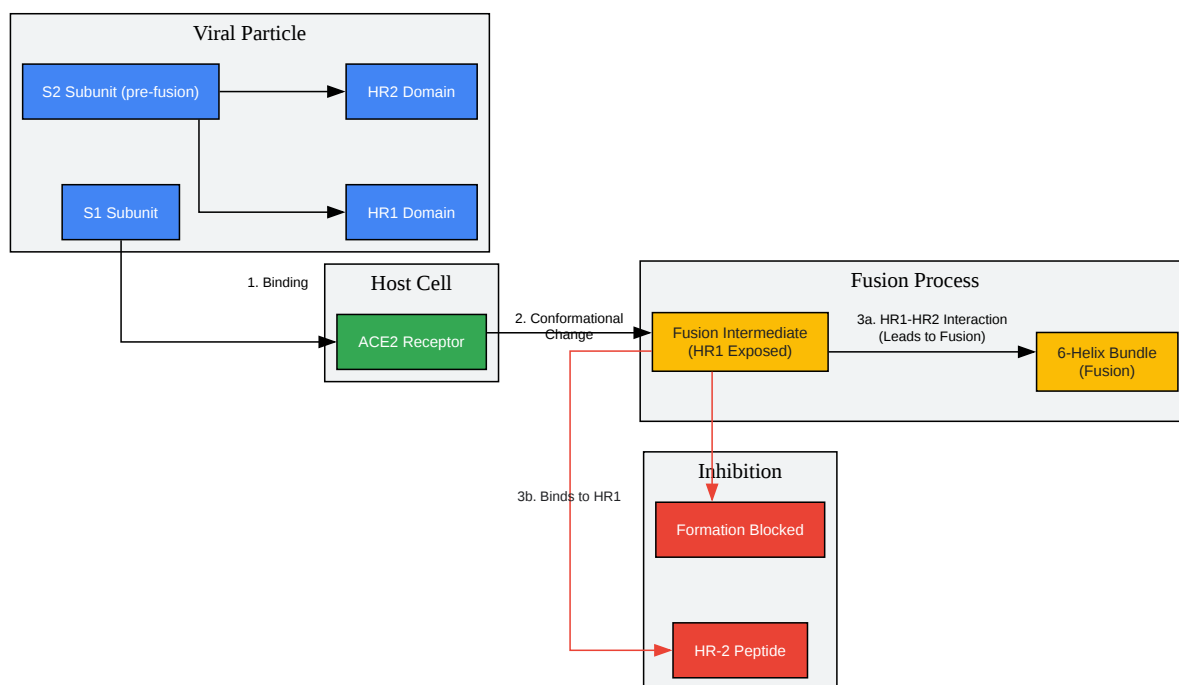 Viral Particle
S2 Subunit (pre-fusion)
HR2 Domain
S1 Subunit
HR1 Domain
1. Binding
Host Cell
ACE2 Receptor
2. Conformational
Change
Fusion Process
Fusion Intermediate
(HR1 Exposed)
3a. HR1-HR2 Interaction
(Leads to Fusion)
6-Helix Bundle
(Fusion)
Inhibition
3b. Binds to HR1
Formation Blocked
HR-2 Peptide